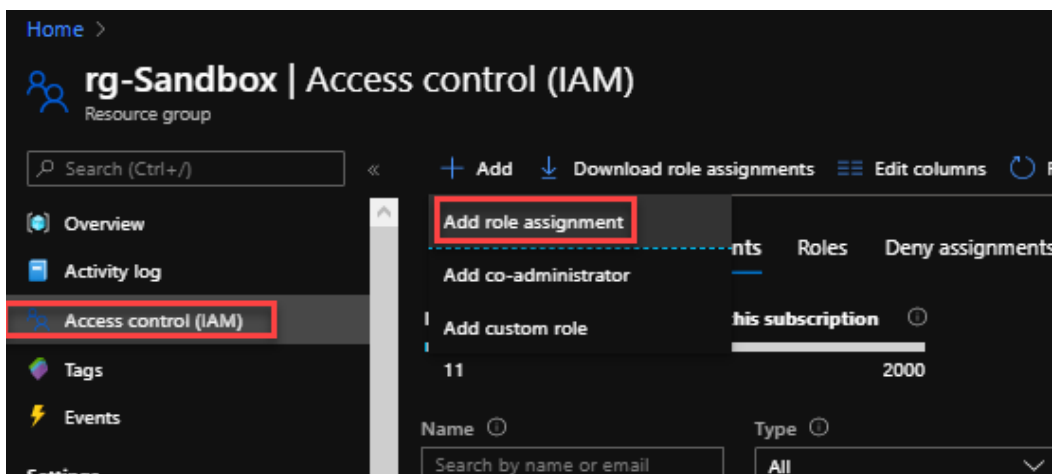 Home >
rg-Sandbox | Access control (IAM)
Resource group
Search (Ctrl+/)
«
+ Add
Download role assignments
Edit columns
Overview
Activity log
Access control (IAM)
Tags
Events
Add role assignment
Add co-administrator
Add custom role
Roles
Deny assignments
this subscription
11
2000
Name
Type
Search by name or email
All
Settings